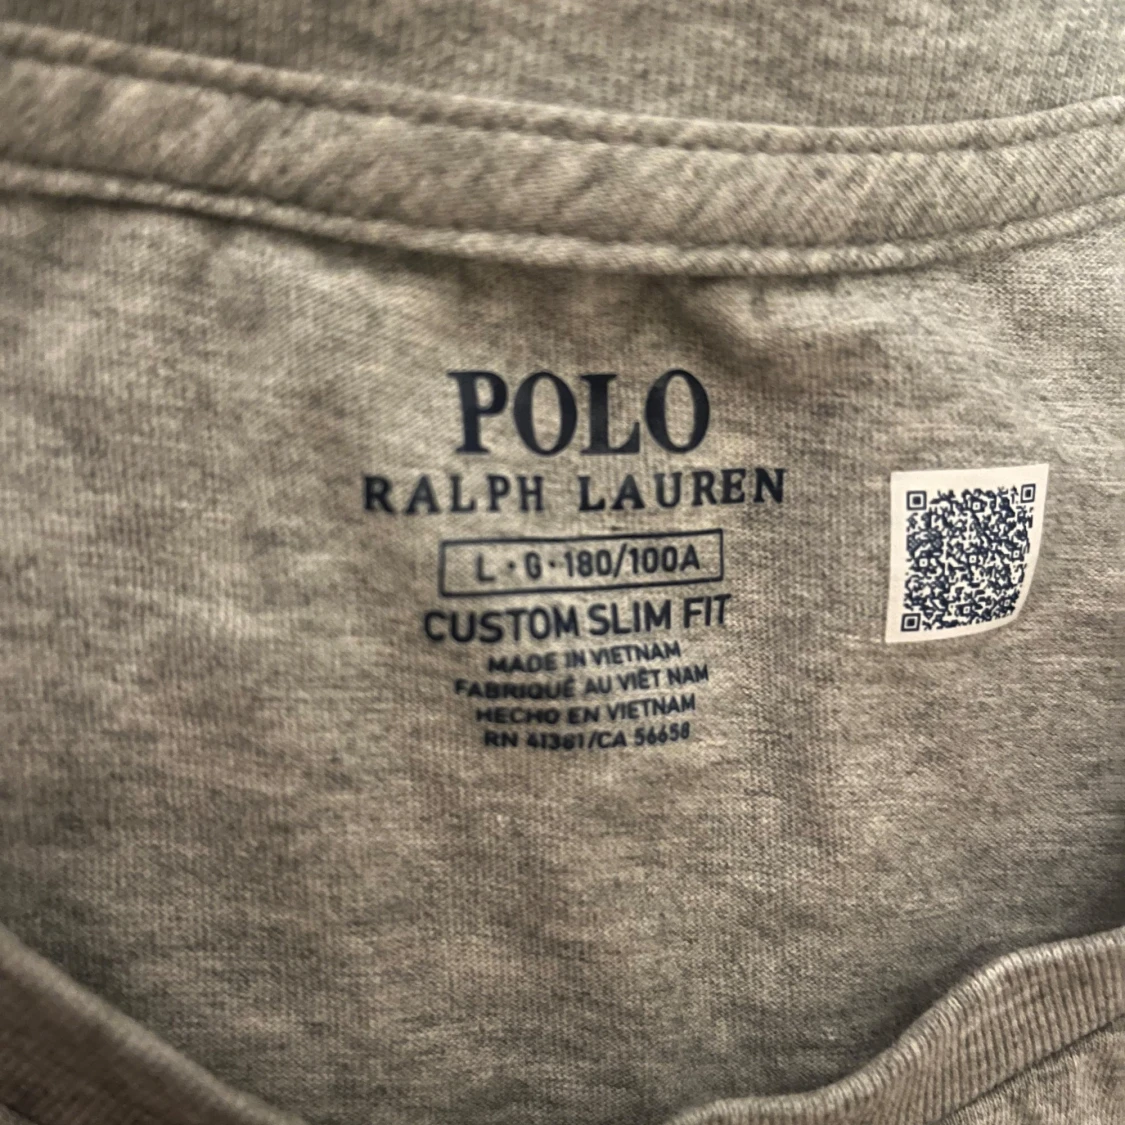 POLO
RALPH LAUREN
L • G • 180/100A
CUSTOM SLIM FIT
MADE IN VIETNAM
FABRIQUÉ AU VIÊT NAM
HECHO EN VIETNAM
RN 41381/CA 56658